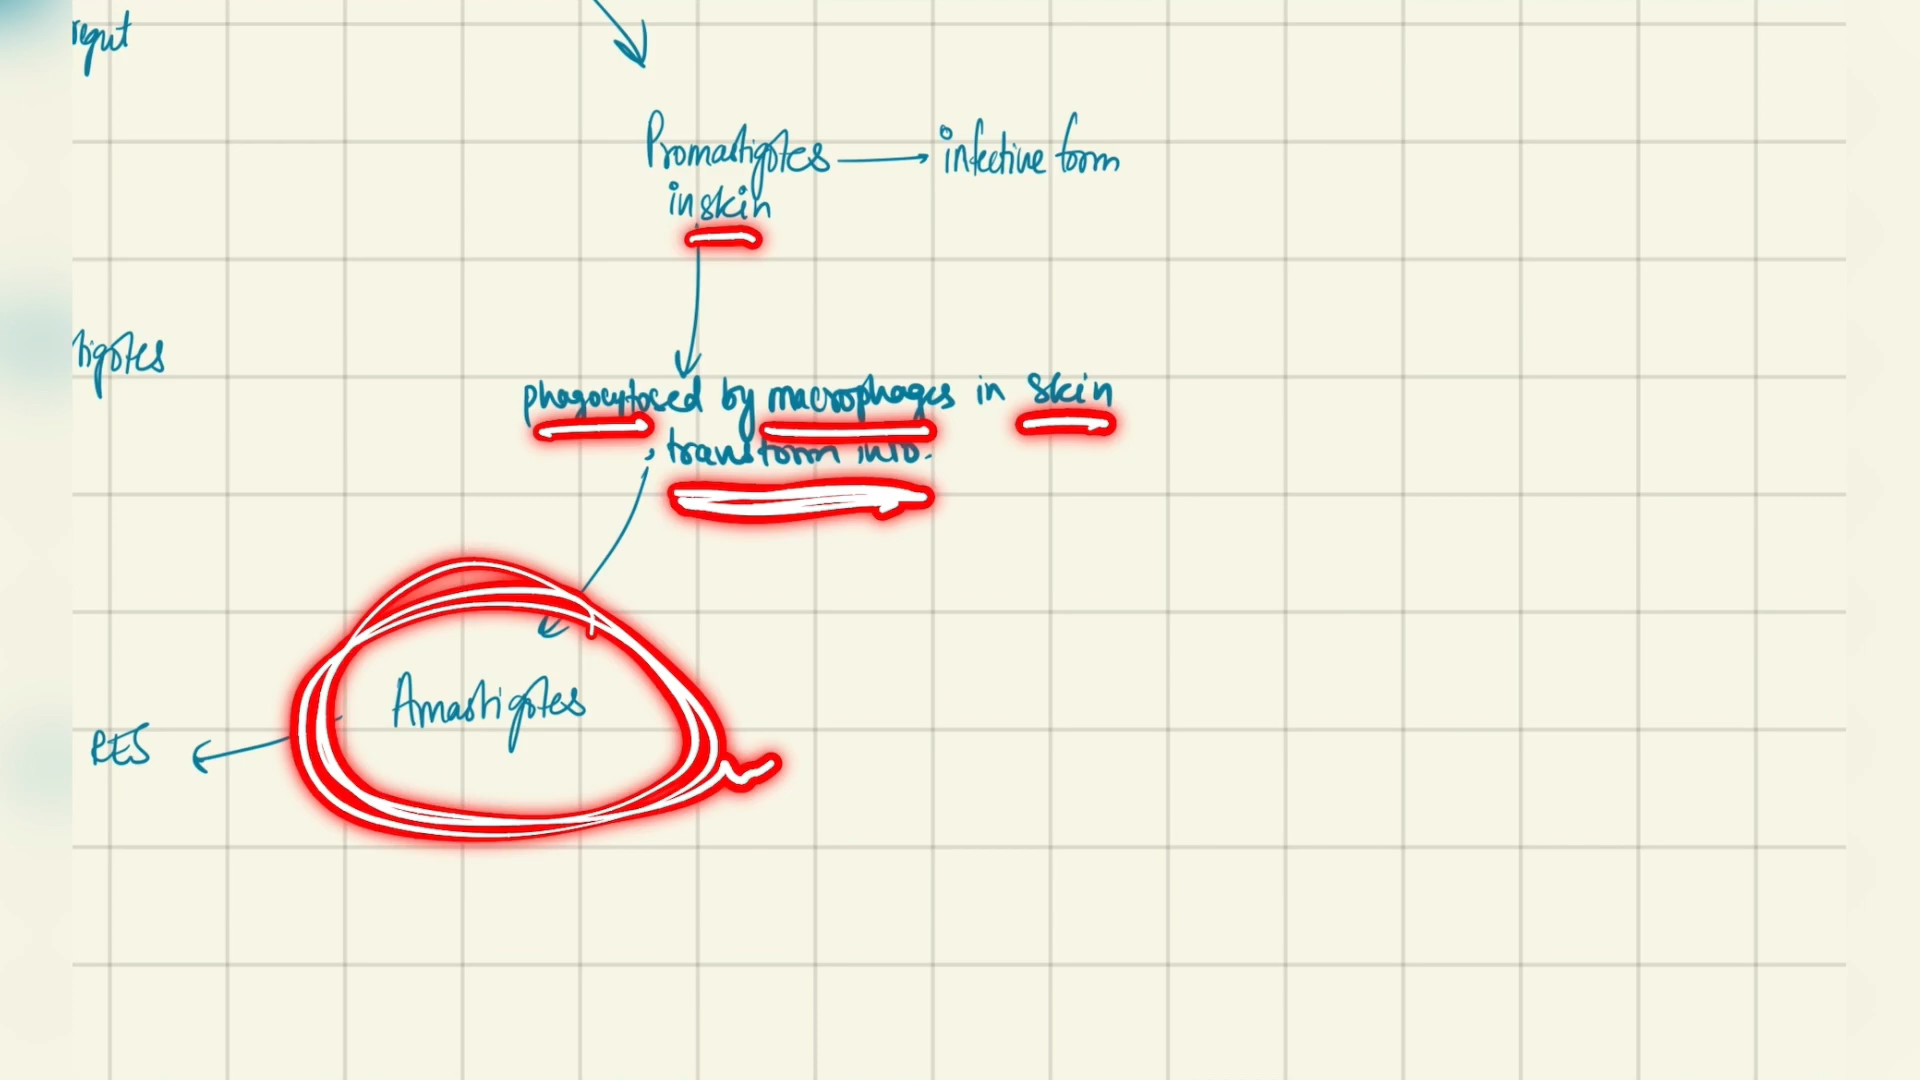 Promastigotes → infective form
in skin
phagocytosed by macrophages in skin
, transform into.
Amastigotes
RES ←